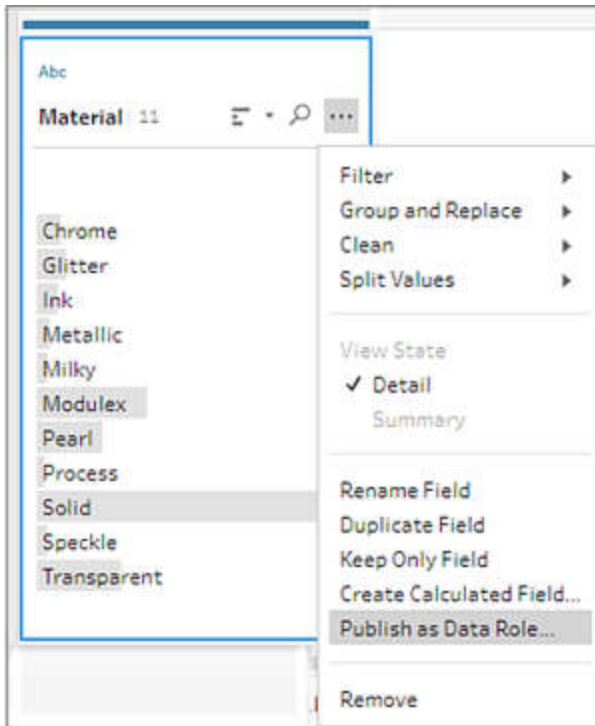 Abc
Material 11
Chrome
Glitter
Ink
Metallic
Milky
Modulex
Pearl
Process
Solid
Speckle
Transparent
Filter
Group and Replace
Clean
Split Values
View State
✓ Detail
Summary
Rename Field
Duplicate Field
Keep Only Field
Create Calculated Field...
Publish as Data Role...
Remove